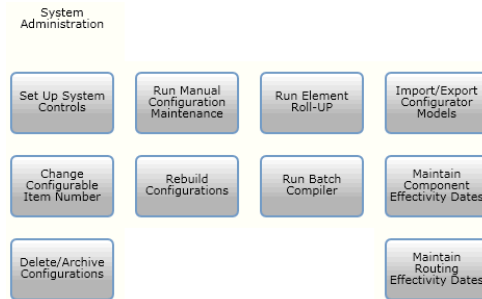 System
Administration
Set Up System
Controls
Run Manual
Configuration
Maintenance
Run Element
Roll-UP
Import/Export
Configurator
Models
Change
Configurable
Item Number
Rebuild
Configurations
Run Batch
Compiler
Maintain
Component
Effectivity Dates
Delete/Archive
Configurations
Maintain
Routing
Effectivity Dates